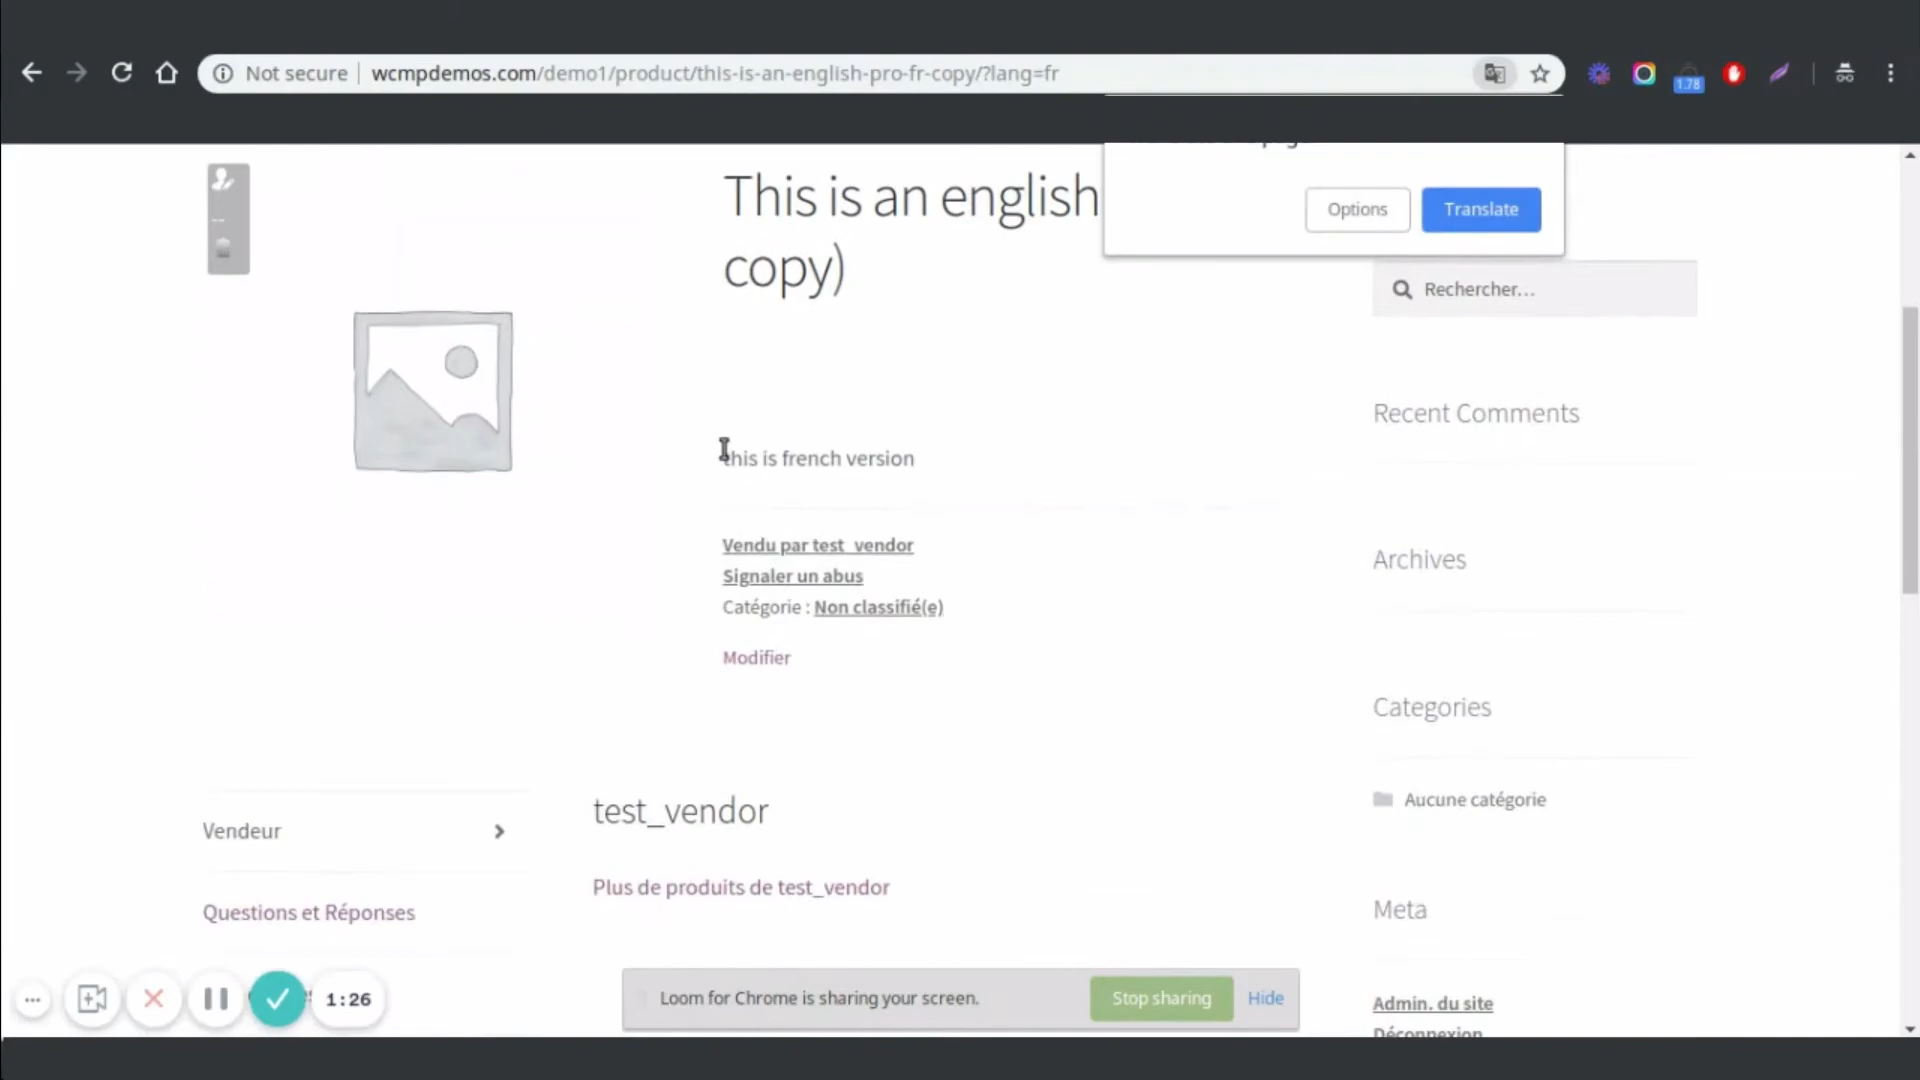 Not secure
wcmpdemos.com/demo1/product/this-is-an-english-pro-fr-copy/?lang=fr
1.78
Options
Translate
This is an english
copy)
Rechercher…
Recent Comments
this is french version
Vendu par test_vendor
Signaler un abus
Catégorie : Non classifié(e)
Modifier
Archives
Categories
Aucune catégorie
test_vendor
Vendeur
Plus de produits de test_vendor
Questions et Réponses
Meta
Admin. du site
Déconnexion
1:26
Loom for Chrome is sharing your screen.
Stop sharing
Hide